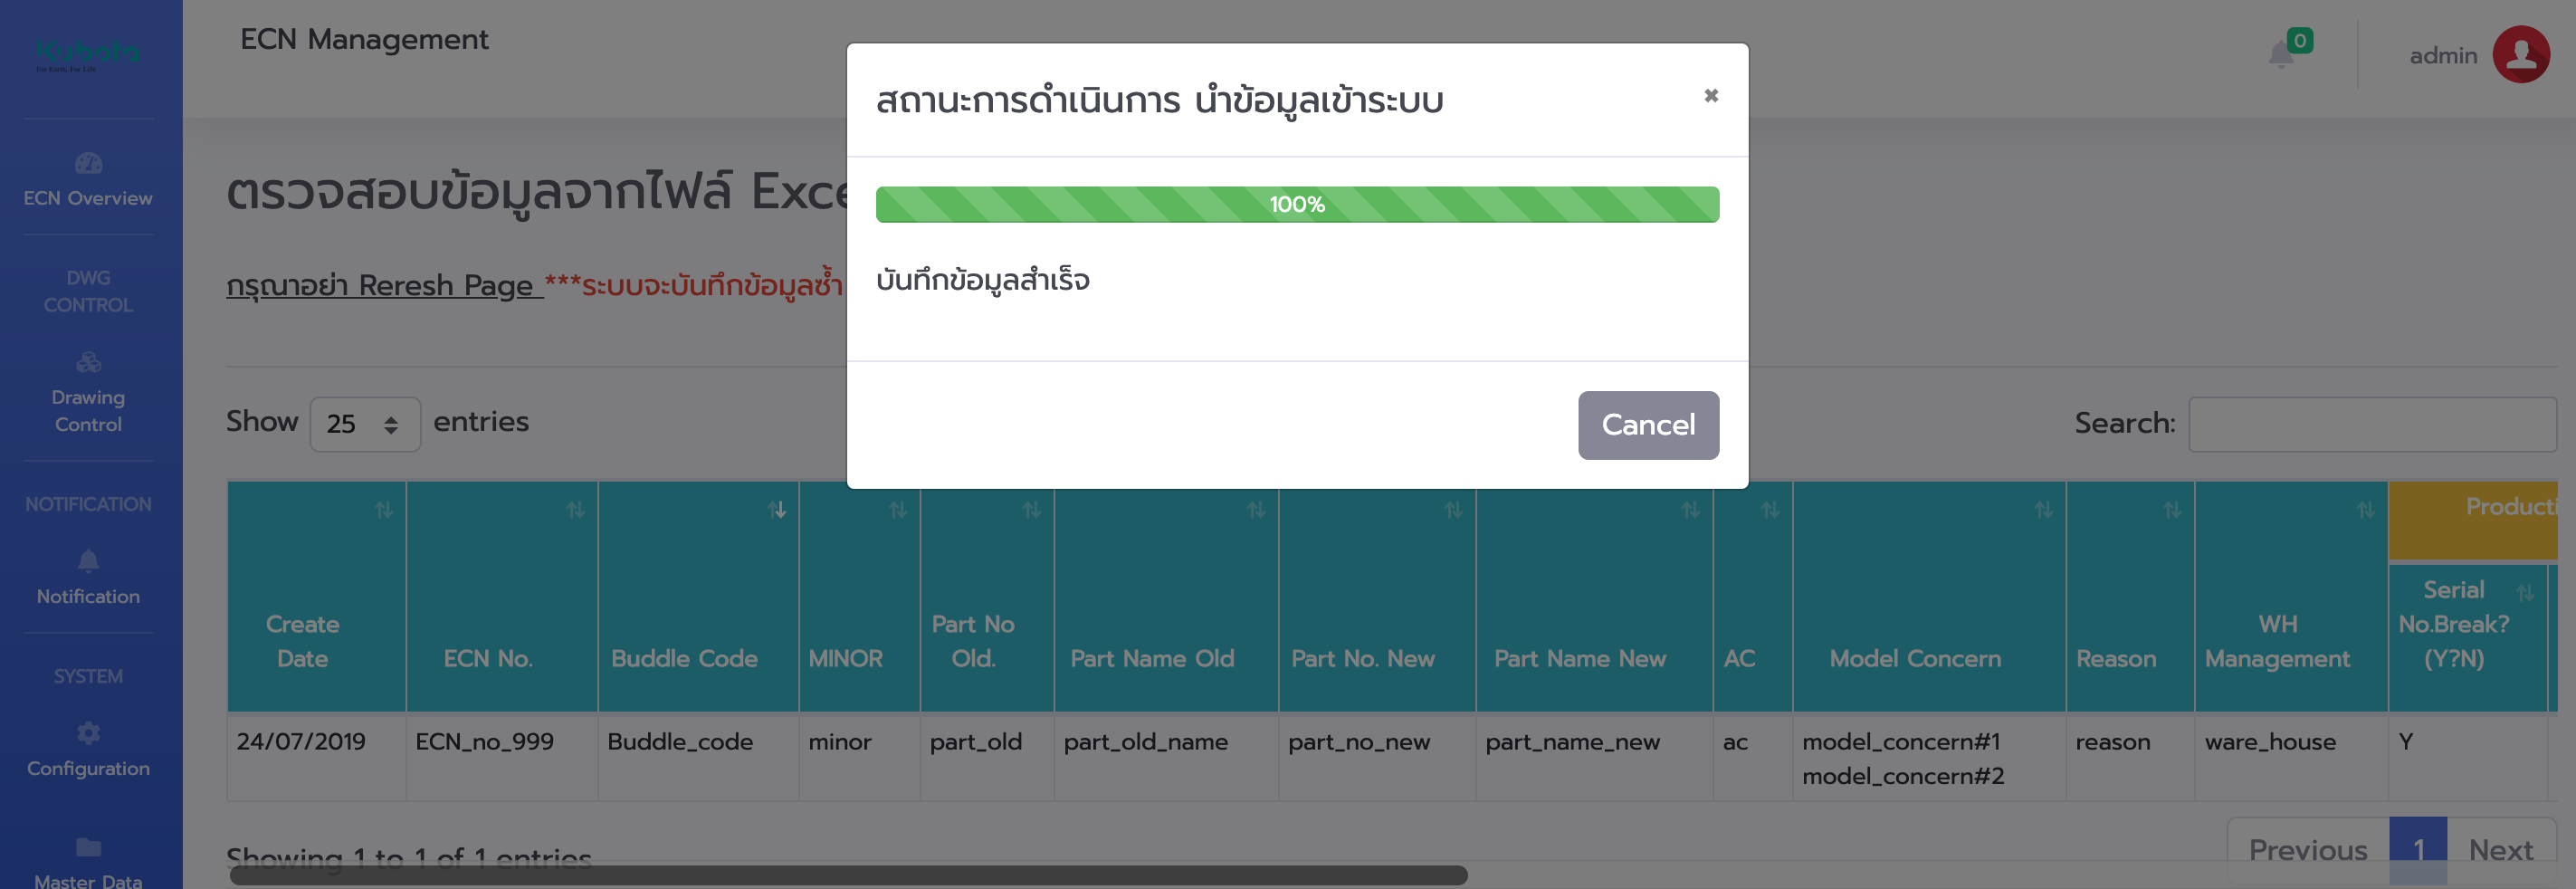 Kubota
For Earth, For Life
ECN Overview
DWG
CONTROL
Drawing
Control
NOTIFICATION
Notification
SYSTEM
Configuration
Master Data
ECN Management
0
admin
สถานะการดำเนินการ นำข้อมูลเข้าระบบ
×
100%
บันทึกข้อมูลสำเร็จ
Cancel
ตรวจสอบข้อมูลจากไฟล์ Exce
กรุณาอย่า Reresh Page ***ระบบจะบันทึกข้อมูลซ้ำ
Show 25 entries
Search:
Create
Date
ECN No.
Buddle Code
MINOR
Part No
Old.
Part Name Old
Part No. New
Part Name New
AC
Model Concern
Reason
WH
Management
Producti
Serial
No.Break?
(Y?N)
24/07/2019
ECN_no_999
Buddle_code
minor
part_old
part_old_name
part_no_new
part_name_new
ac
model_concern#1
model_concern#2
reason
ware_house
Y
Showing 1 to 1 of 1 entries
Previous 1 Next